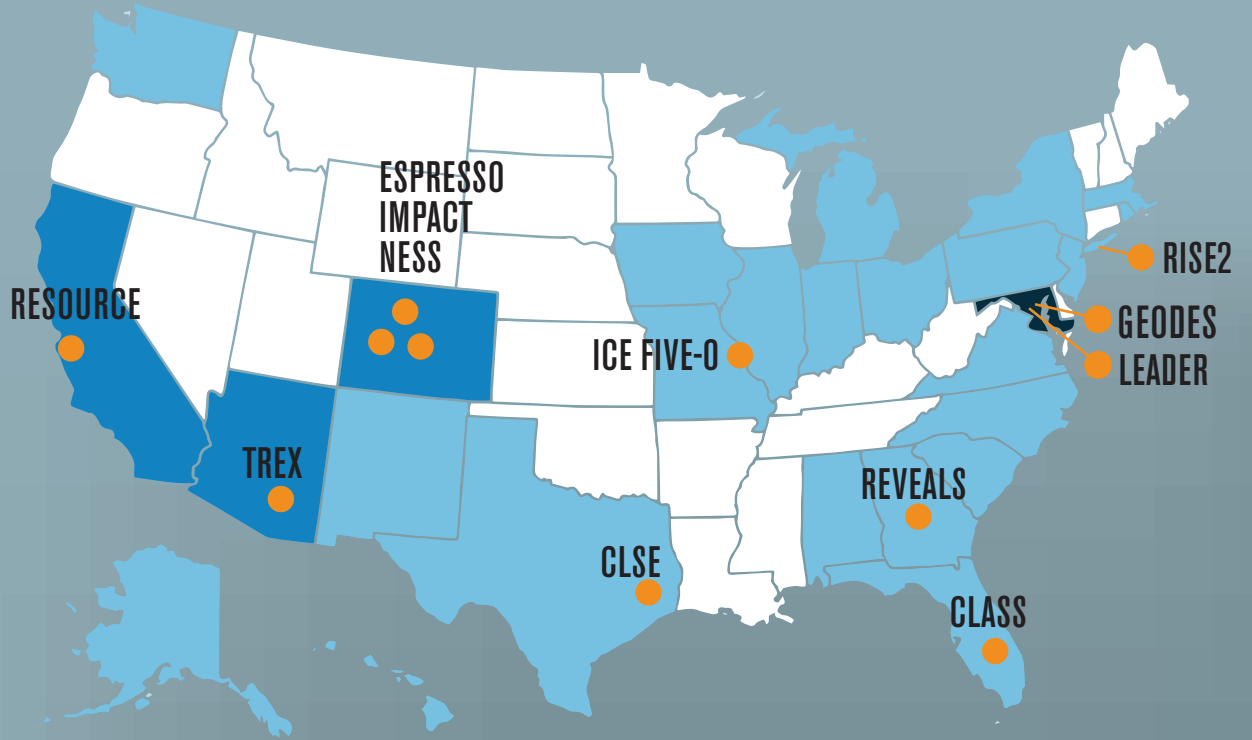 ESPRESSO
IMPACT
NESS
RISE2
RESOURCE
GEODES
ICE FIVE-O
LEADER
TREX
REVEALS
CLSE
CLASS